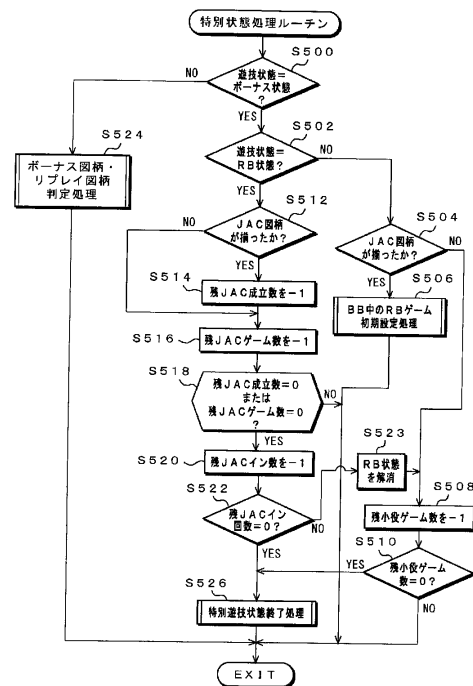 特別状態処理ルーチン
S500
遊技状態=
ボーナス状態
?
NO
YES
S524
ボーナス図柄・
リプレイ図柄
判定処理
S502
遊技状態=
RB状態?
NO
YES
S512
JAC図柄
が揃ったか?
NO
YES
S504
JAC図柄
が揃ったか?
NO
YES
S514
残JAC成立数を-1
S506
BB中のRBゲーム
初期設定処理
S516
残JACゲーム数を-1
S518
残JAC成立数=0
または
残JACゲーム数=0
?
NO
YES
S520
残JACイン数を-1
S523
RB状態
を解消
S522
残JACイン
回数=0?
NO
YES
S508
残小役ゲーム数を-1
S510
残小役ゲーム
数=0?
YES
NO
S526
特別遊技状態終了処理
EXIT